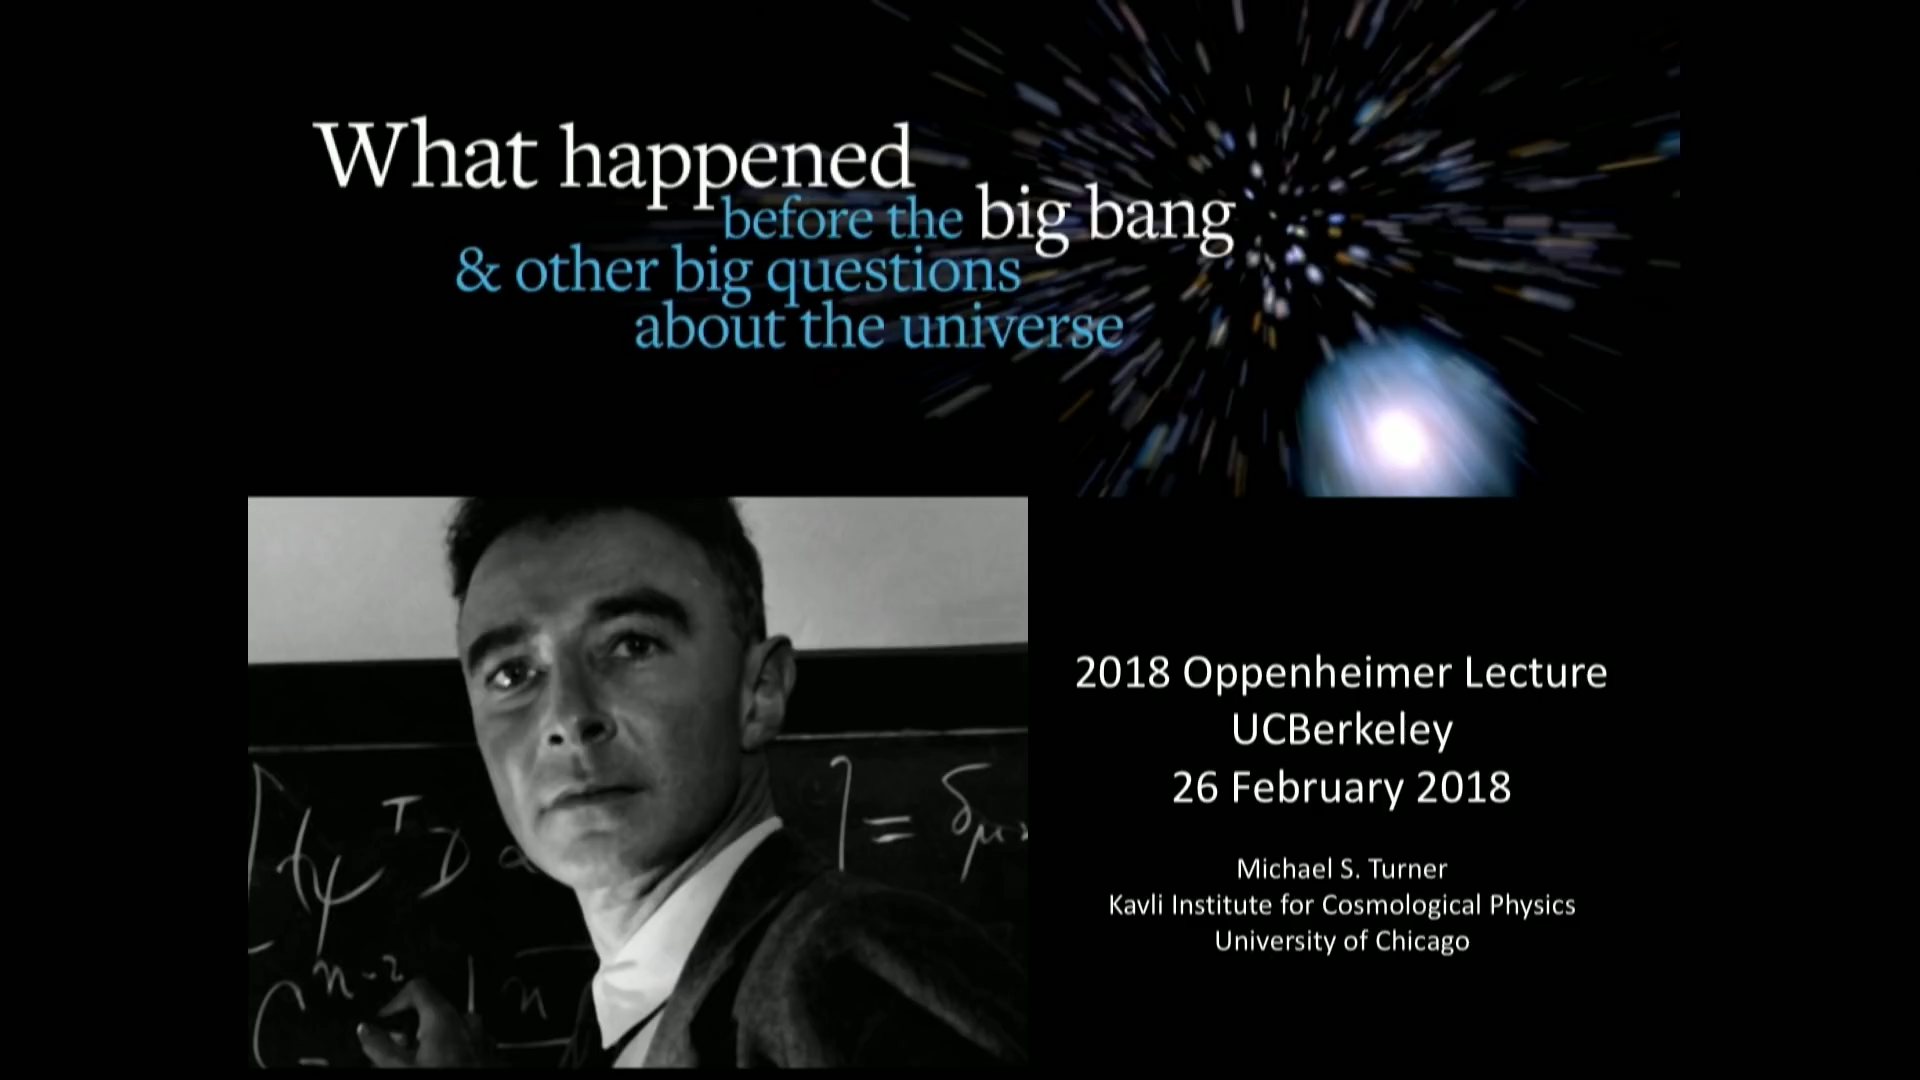 What happened
before the big bang
& other big questions
about the universe
2018 Oppenheimer Lecture
UCBerkeley
26 February 2018
Michael S. Turner
Kavli Institute for Cosmological Physics
University of Chicago